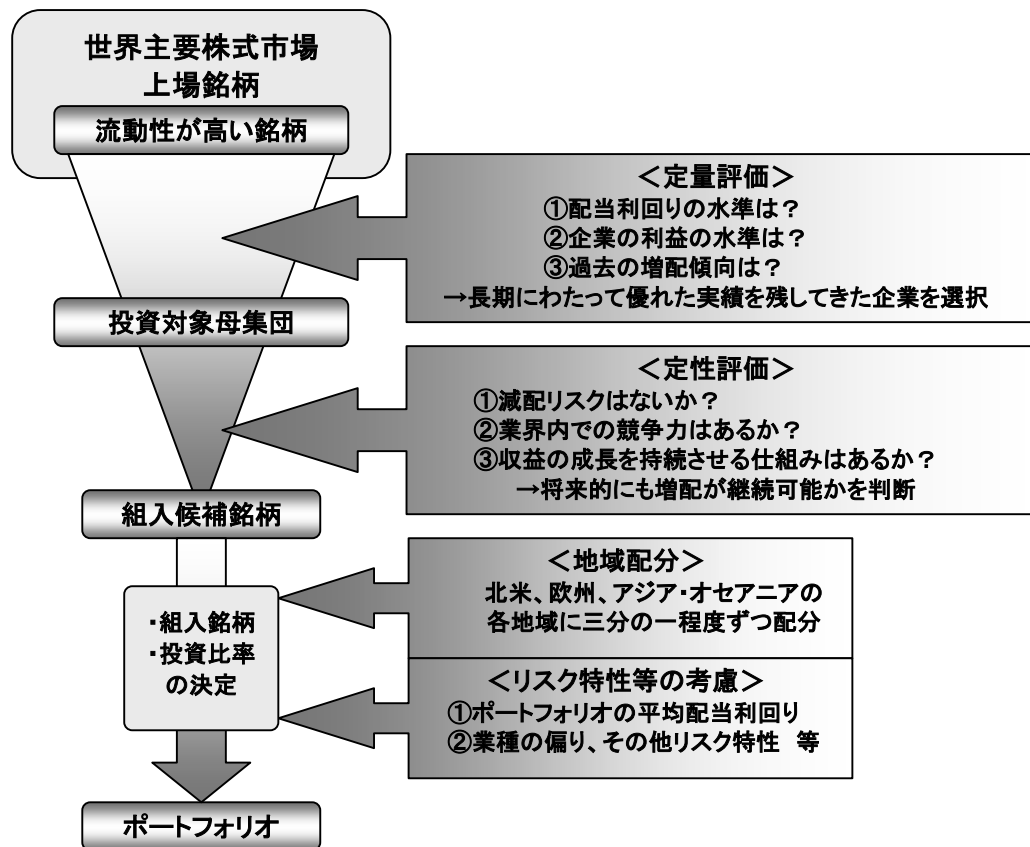 世界主要株式市場
上場銘柄
流動性が高い銘柄
＜定量評価＞
①配当利回りの水準は？
②企業の利益の水準は？
③過去の増配傾向は？
→長期にわたって優れた実績を残してきた企業を選択
投資対象母集団
＜定性評価＞
①減配リスクはないか？
②業界内での競争力はあるか？
③収益の成長を持続させる仕組みはあるか？
→将来的にも増配が継続可能かを判断
組入候補銘柄
＜地域配分＞
北米、欧州、アジア・オセアニアの
各地域に三分の一程度ずつ配分
・組入銘柄
・投資比率
の決定
＜リスク特性等の考慮＞
①ポートフォリオの平均配当利回り
②業種の偏り、その他リスク特性　等
ポートフォリオ